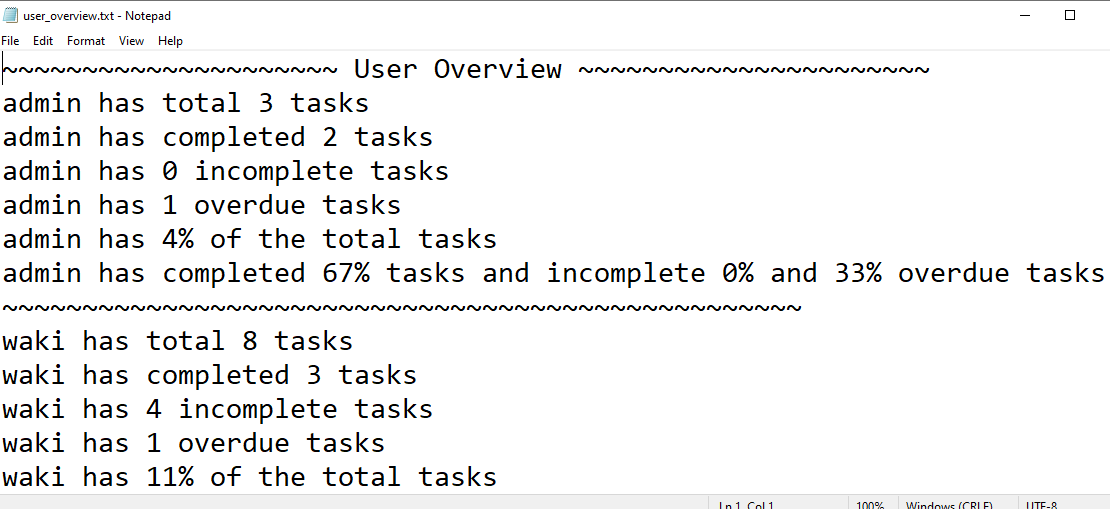 user_overview.txt - Notepad
File Edit Format View Help
~~~~~~~~~~~~~~~~~~~~~ User Overview ~~~~~~~~~~~~~~~~~~~~~~
admin has total 3 tasks
admin has completed 2 tasks
admin has 0 incomplete tasks
admin has 1 overdue tasks
admin has 4% of the total tasks
admin has completed 67% tasks and incomplete 0% and 33% overdue tasks
~~~~~~~~~~~~~~~~~~~~~~~~~~~~~~~~~~~~~~~~~~~~~~~~~~
waki has total 8 tasks
waki has completed 3 tasks
waki has 4 incomplete tasks
waki has 1 overdue tasks
waki has 11% of the total tasks
Ln 1, Col 1 100% Windows (CRLF) UTF-8